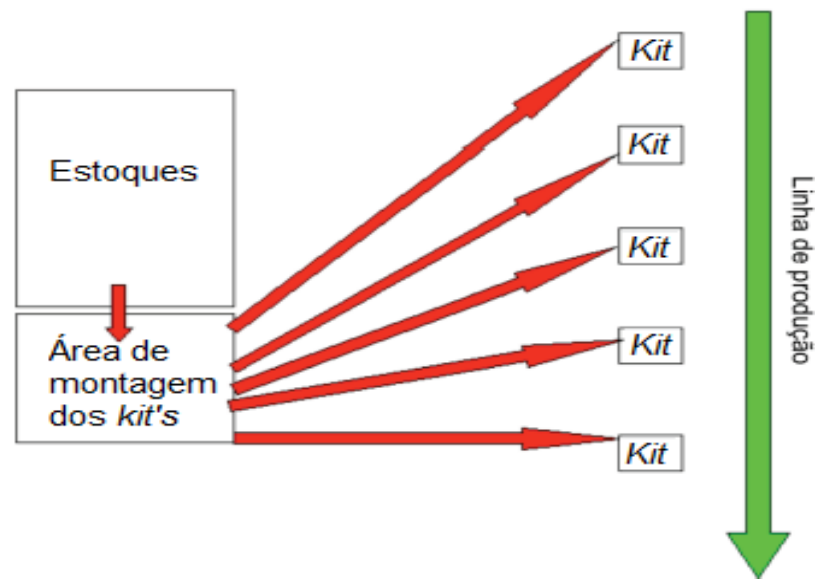 Estoques
Área de
montagem
dos kit's
Kit
Kit
Kit
Kit
Kit
Linha de produção